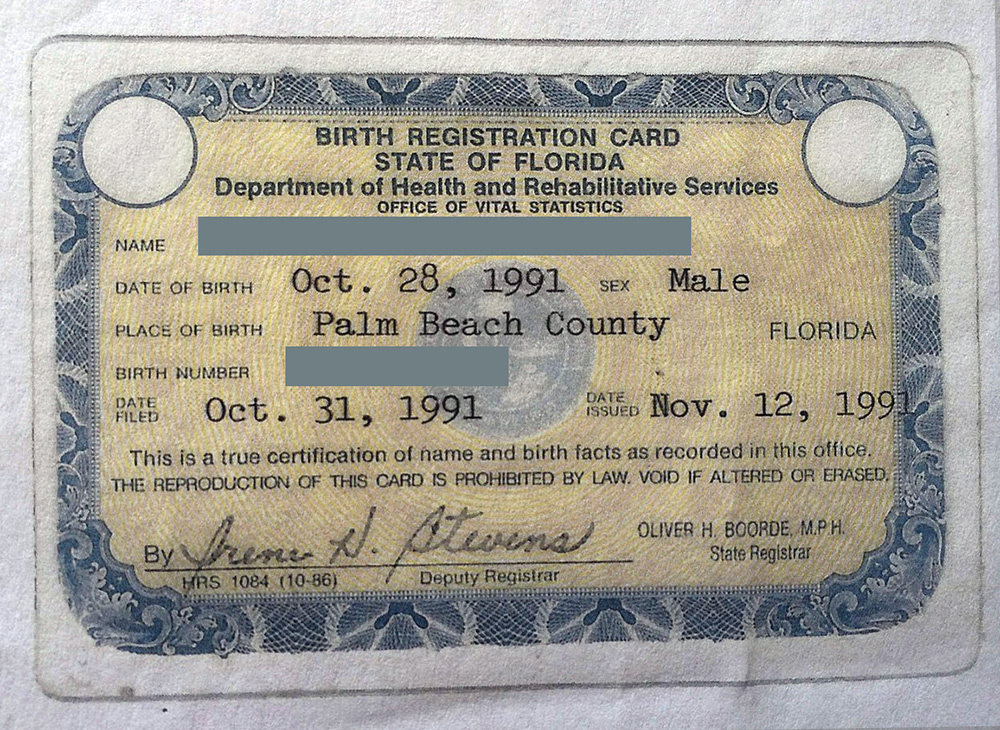 BIRTH REGISTRATION CARD
STATE OF FLORIDA
Department of Health and Rehabilitative Services
OFFICE OF VITAL STATISTICS
NAME
DATE OF BIRTH Oct. 28, 1991 SEX Male
PLACE OF BIRTH Palm Beach County FLORIDA
BIRTH NUMBER
DATE FILED Oct. 31, 1991 DATE ISSUED Nov. 12, 1991
This is a true certification of name and birth facts as recorded in this office.
THE REPRODUCTION OF THIS CARD IS PROHIBITED BY LAW. VOID IF ALTERED OR ERASED.
By Irene H. Stevens
HRS 1084 (10-86) Deputy Registrar
OLIVER H. BOORDE, M.P.H.
State Registrar